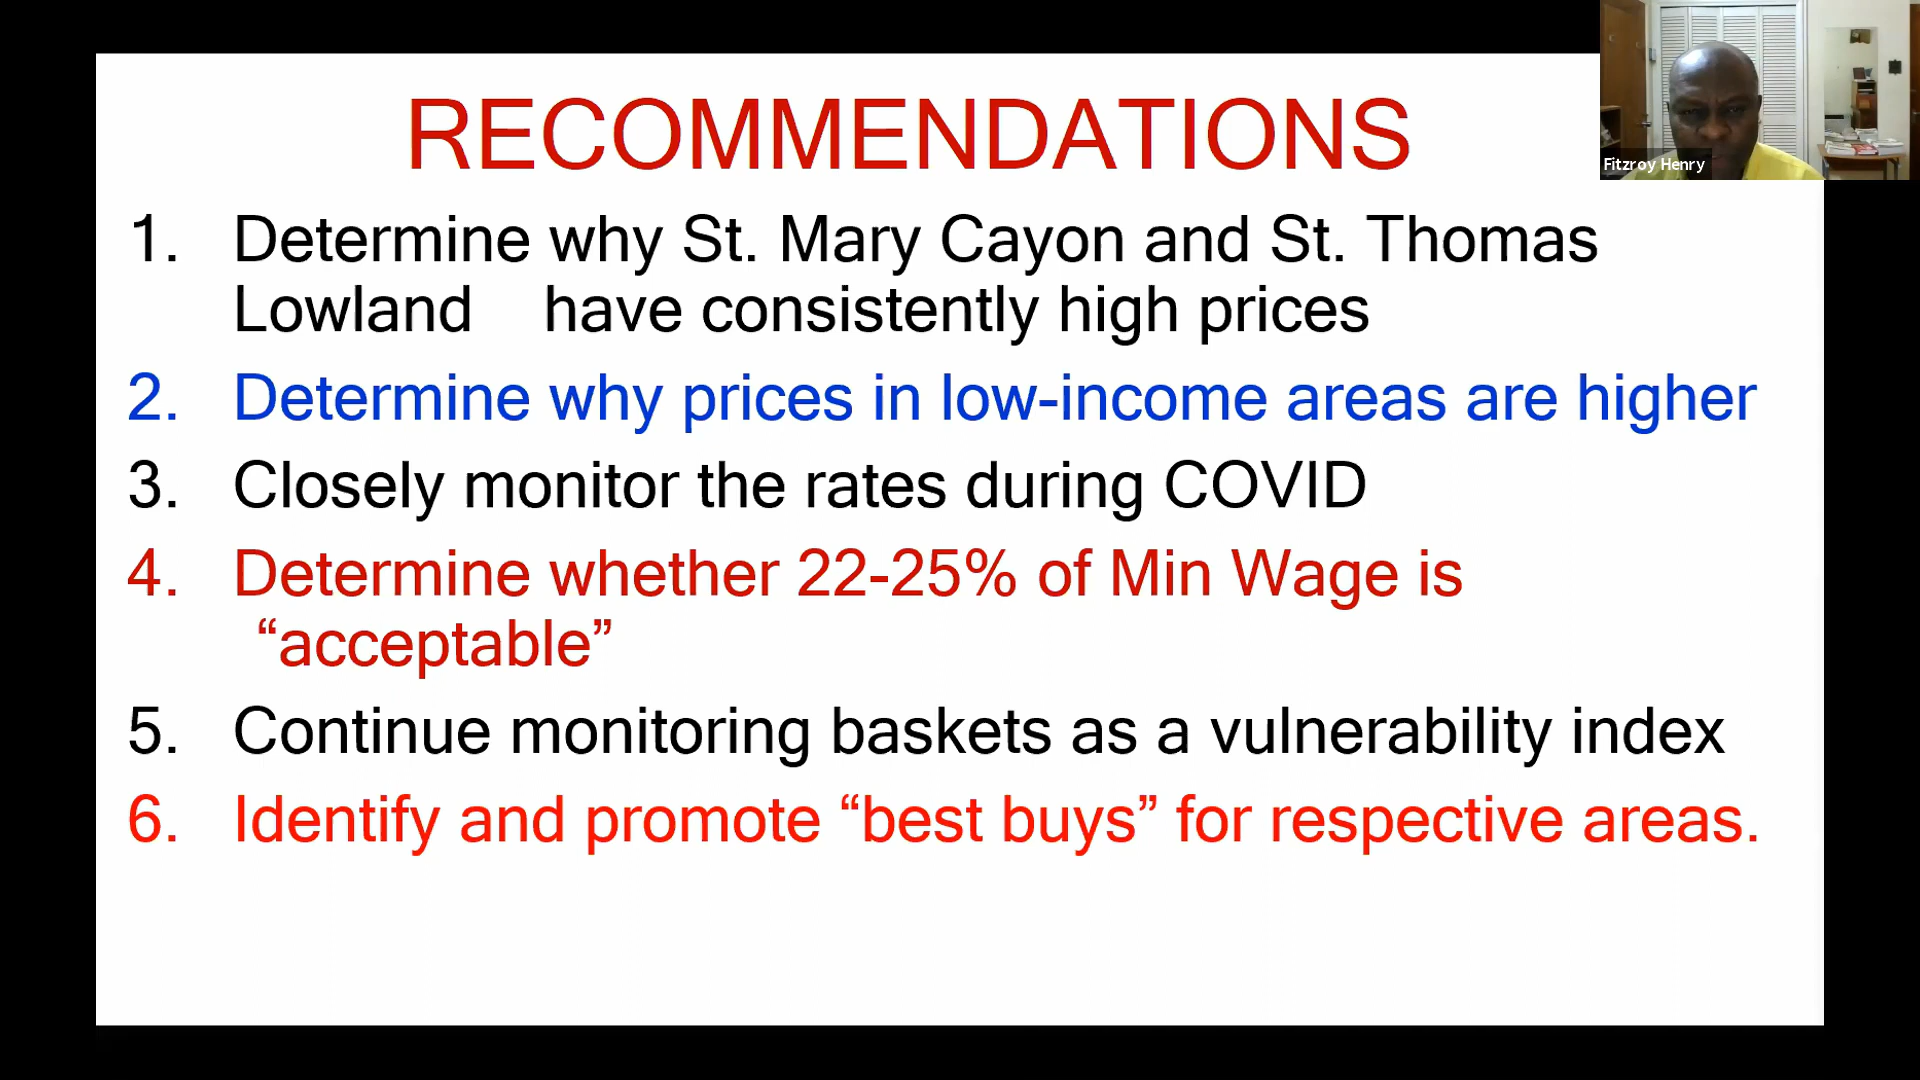 RECOMMENDATIONS
Fitzroy Henry
1. Determine why St. Mary Cayon and St. Thomas
Lowland have consistently high prices
2. Determine why prices in low-income areas are higher
3. Closely monitor the rates during COVID
4. Determine whether 22-25% of Min Wage is
“acceptable”
5. Continue monitoring baskets as a vulnerability index
6. Identify and promote “best buys” for respective areas.